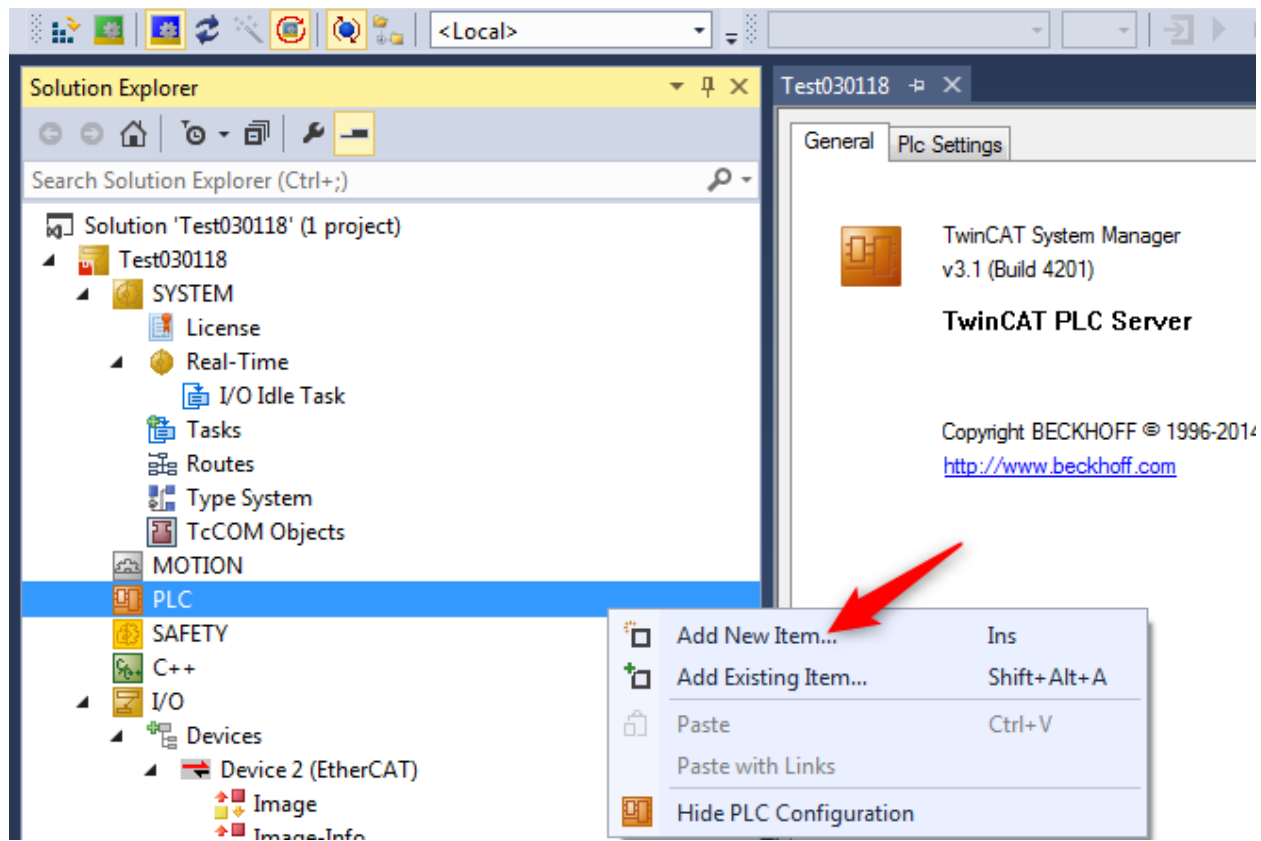 <Local>
Solution Explorer
Search Solution Explorer (Ctrl+;)
Solution 'Test030118' (1 project)
Test030118
SYSTEM
License
Real-Time
I/O Idle Task
Tasks
Routes
Type System
TcCOM Objects
MOTION
PLC
SAFETY
C++
I/O
Devices
Device 2 (EtherCAT)
Image
Image-Info
Test030118
General
Plc Settings
TwinCAT System Manager
v3.1 (Build 4201)
TwinCAT PLC Server
Copyright BECKHOFF © 1996-2014
http://www.beckhoff.com
Add New Item... Ins
Add Existing Item... Shift+Alt+A
Paste Ctrl+V
Paste with Links
Hide PLC Configuration